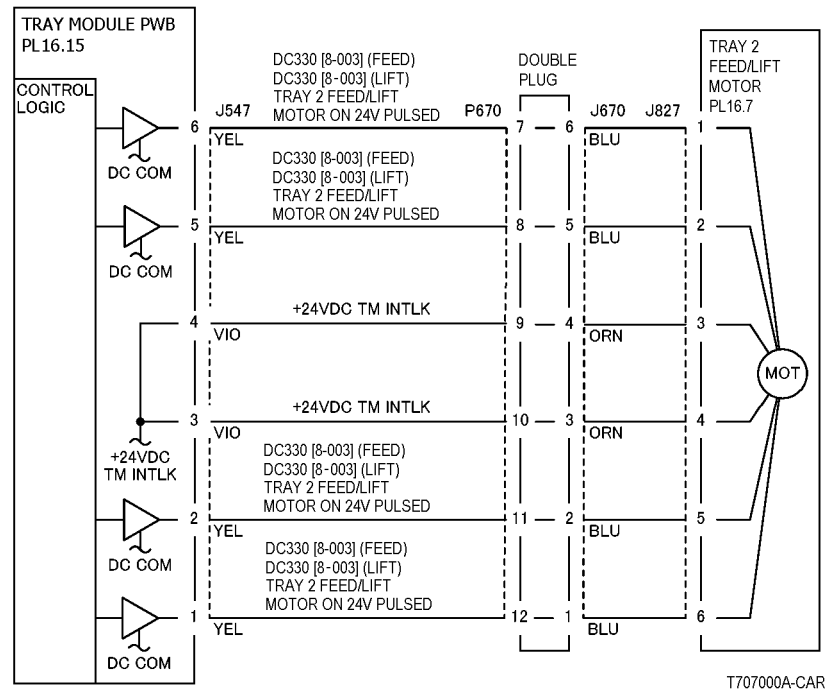 TRAY MODULE PWB
PL16.15
CONTROL
LOGIC
DC330 [8-003] (FEED)
DC330 [8-003] (LIFT)
TRAY 2 FEED/LIFT
MOTOR ON 24V PULSED
DOUBLE
PLUG
TRAY 2
FEED/LIFT
MOTOR
PL16.7
J547
P670
J670
J827
6
7
6
1
YEL
BLU
DC COM
DC330 [8-003] (FEED)
DC330 [8-003] (LIFT)
TRAY 2 FEED/LIFT
MOTOR ON 24V PULSED
5
8
5
2
YEL
BLU
DC COM
+24VDC TM INTLK
4
9
4
3
VIO
ORN
MOT
+24VDC TM INTLK
3
10
3
4
VIO
ORN
+24VDC
TM INTLK
DC330 [8-003] (FEED)
DC330 [8-003] (LIFT)
TRAY 2 FEED/LIFT
MOTOR ON 24V PULSED
2
11
2
5
YEL
BLU
DC COM
DC330 [8-003] (FEED)
DC330 [8-003] (LIFT)
TRAY 2 FEED/LIFT
MOTOR ON 24V PULSED
1
12
1
6
YEL
BLU
DC COM
T707000A-CAR